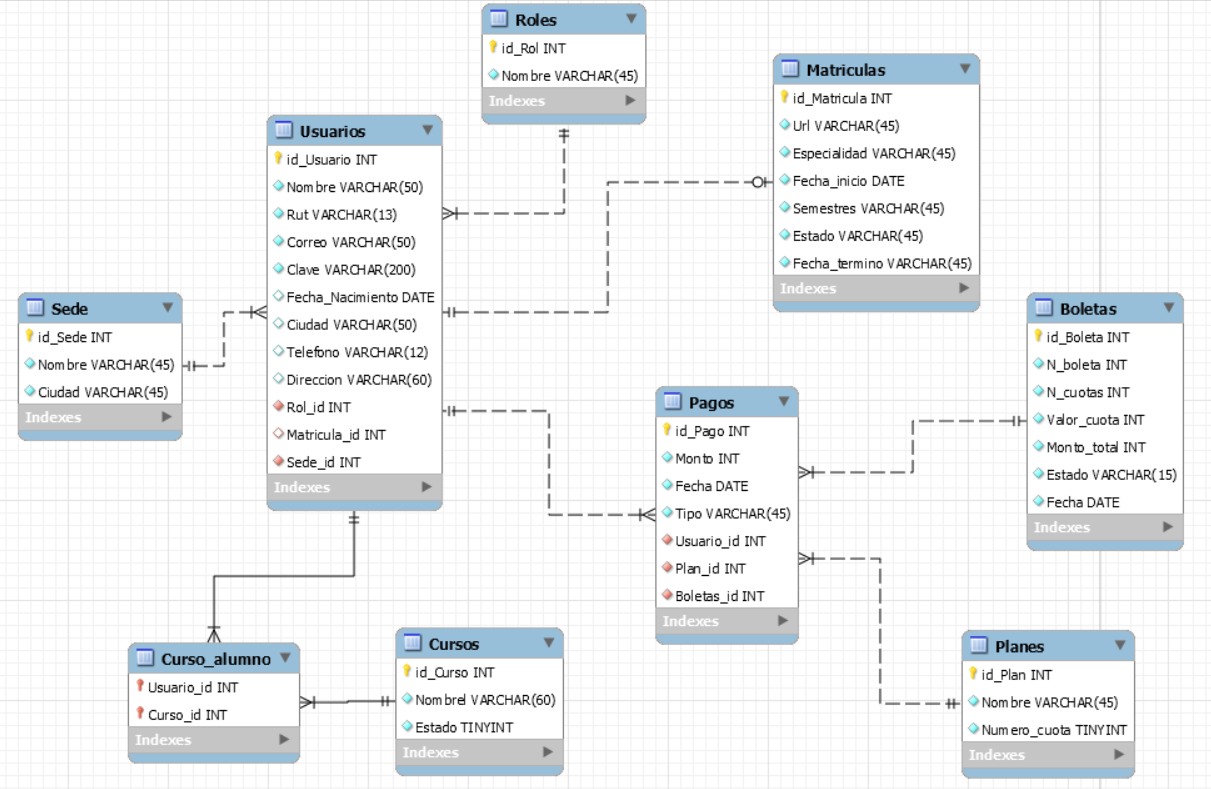 Roles
id_Rol INT
Nombre VARCHAR(45)
Indexes
Matriculas
id_Matricula INT
Url VARCHAR(45)
Especialidad VARCHAR(45)
Fecha_inicio DATE
Semestres VARCHAR(45)
Estado VARCHAR(45)
Fecha_termino VARCHAR(45)
Indexes
Usuarios
id_Usuario INT
Nombre VARCHAR(50)
Rut VARCHAR(13)
Correo VARCHAR(50)
Clave VARCHAR(200)
Fecha_Nacimiento DATE
Ciudad VARCHAR(50)
Telefono VARCHAR(12)
Direccion VARCHAR(60)
Rol_id INT
Matricula_id INT
Sede_id INT
Indexes
Sede
id_Sede INT
Nombre VARCHAR(45)
Ciudad VARCHAR(45)
Indexes
Boletas
id_Boleta INT
N_boleta INT
N_cuotas INT
Valor_cuota INT
Monto_total INT
Estado VARCHAR(15)
Fecha DATE
Indexes
Pagos
id_Pago INT
Monto INT
Fecha DATE
Tipo VARCHAR(45)
Usuario_id INT
Plan_id INT
Boletas_id INT
Indexes
Curso_alumno
Usuario_id INT
Curso_id INT
Indexes
Cursos
id_Curso INT
Nombrel VARCHAR(60)
Estado TINYINT
Indexes
Planes
id_Plan INT
Nombre VARCHAR(45)
Numero_cuota TINYINT
Indexes